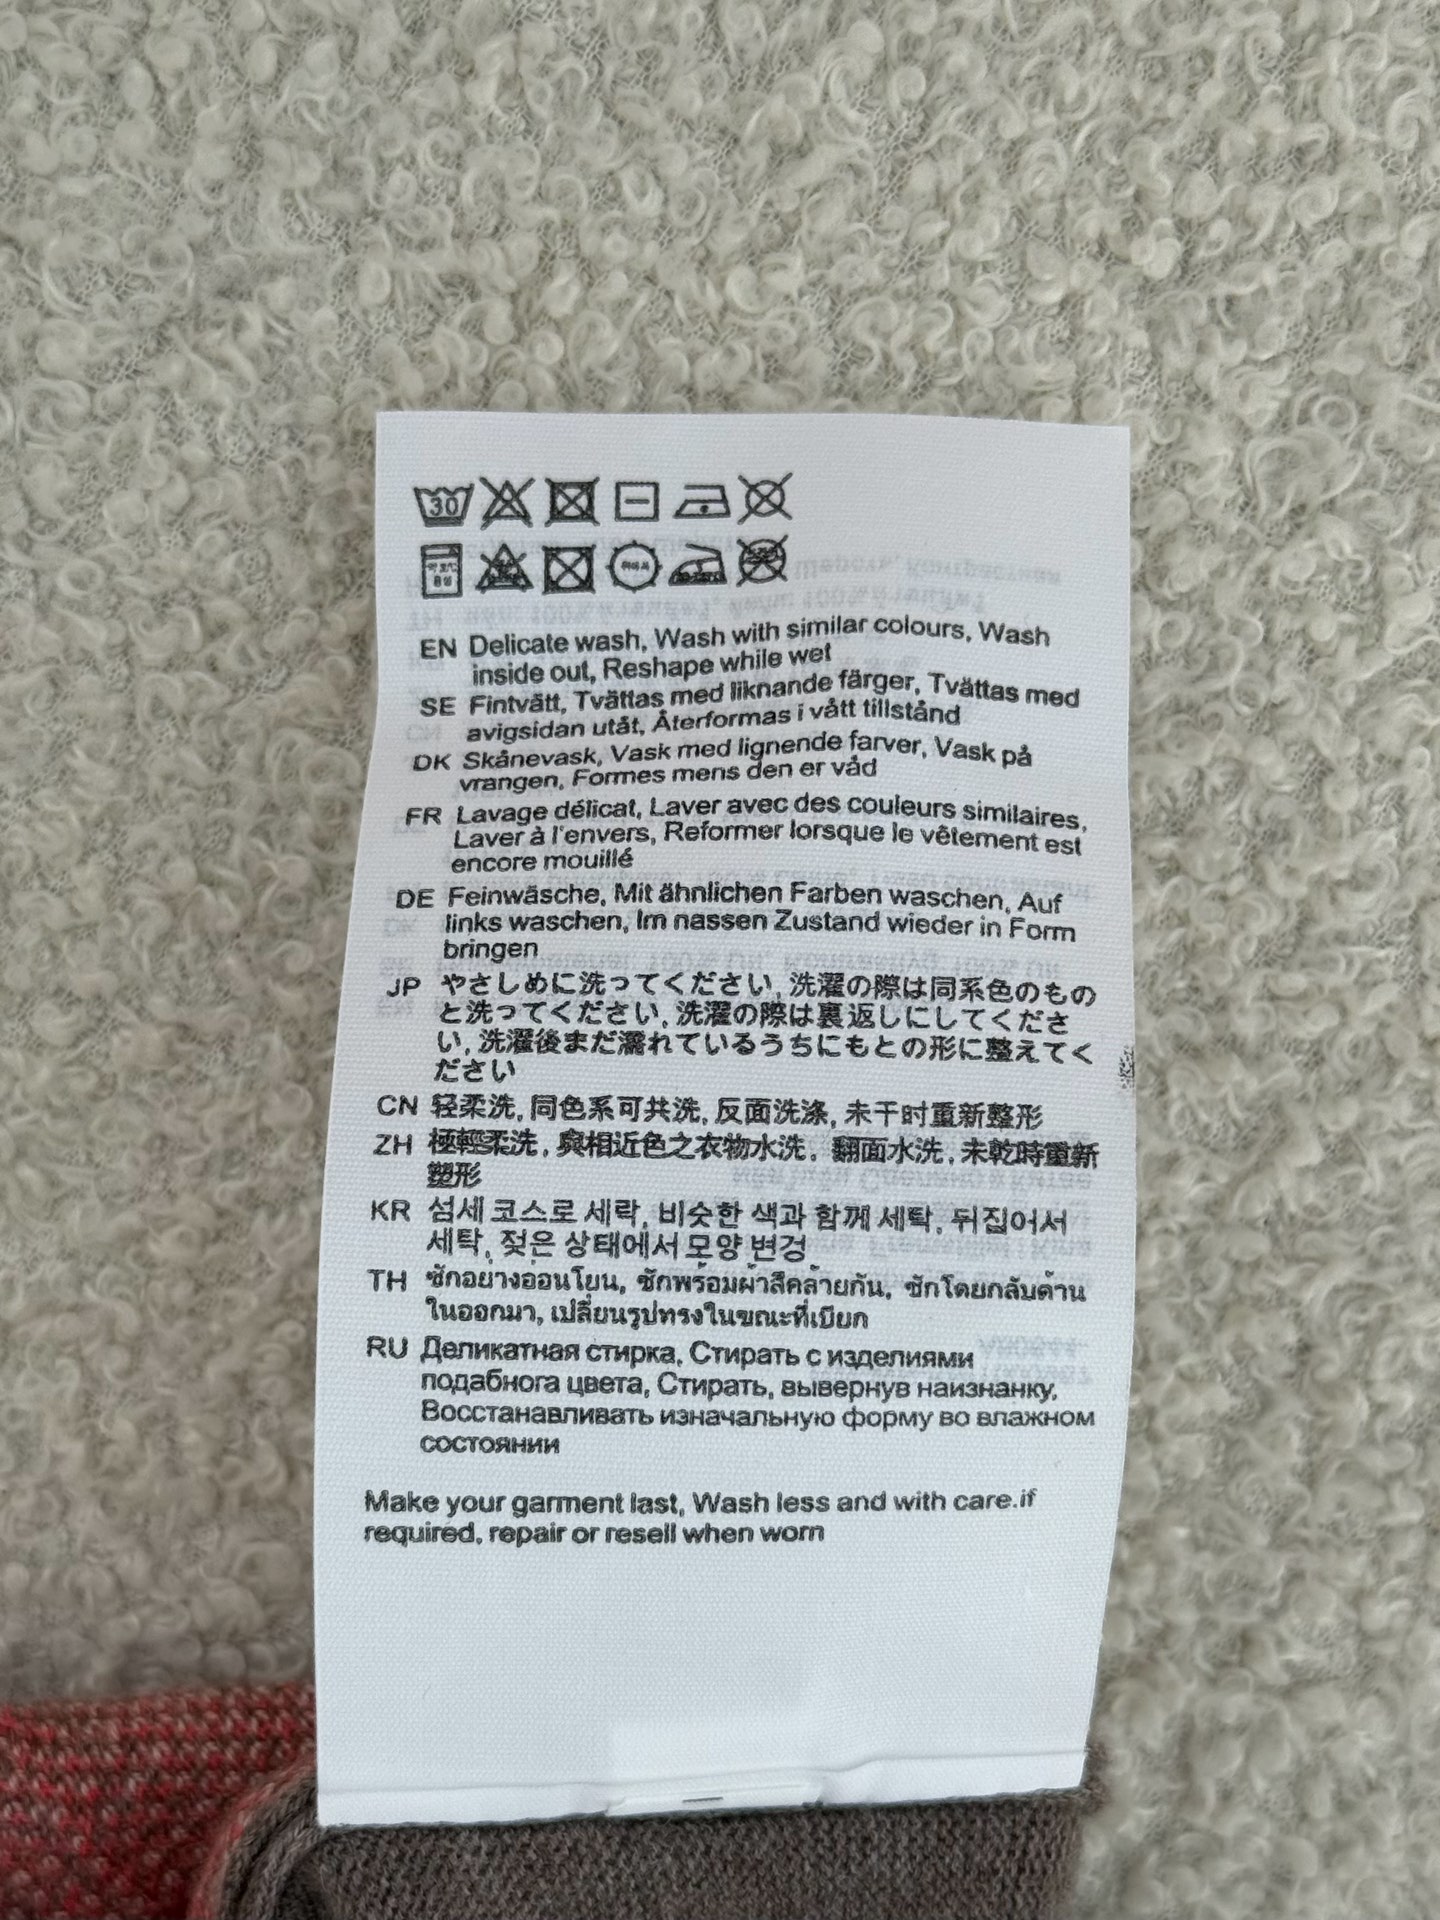 30
EN Delicate wash, Wash with similar colours, Wash
inside out, Reshape while wet
SE Fintvätt, Tvättas med liknande färger, Tvättas med
avigsidan utåt, Återformas i vått tillstånd
DK Skånevask, Vask med lignende farver, Vask på
vrangen, Formes mens den er våd
FR Lavage délicat, Laver avec des couleurs similaires,
Laver à l'envers, Reformer lorsque le vêtement est
encore mouillé
DE Feinwäsche, Mit ähnlichen Farben waschen, Auf
links waschen, Im nassen Zustand wieder in Form
bringen
JP やさしめに洗ってください, 洗濯の際は同系色のもの
と洗ってください, 洗濯の際は裏返しにしてくださ
い, 洗濯後まだ濡れているうちにもとの形に整えてく
ださい
CN 轻柔洗, 同色系可共洗, 反面洗涤, 未干时重新整形
ZH 極輕柔洗, 與相近色之衣物水洗, 翻面水洗, 未乾時重新
塑形
KR 섬세 코스로 세락, 비슷한 색과 함께 세탁, 뒤집어서
세탁, 젖은 상태에서 모양 변경
TH ซักอย่างอ่อนโยน, ซักพร้อมผ้าสีคล้ายกัน, ซักโดยกลับด้าน
ในออกมา, เปลี่ยนรูปทรงในขณะที่เปียก
RU Деликатная стирка, Стирать с изделиями
подабнога цвета, Стирать, вывернув наизнанку,
Восстанавливать изначальную форму во влажном
состоянии
Make your garment last, Wash less and with care.if
required, repair or resell when worn